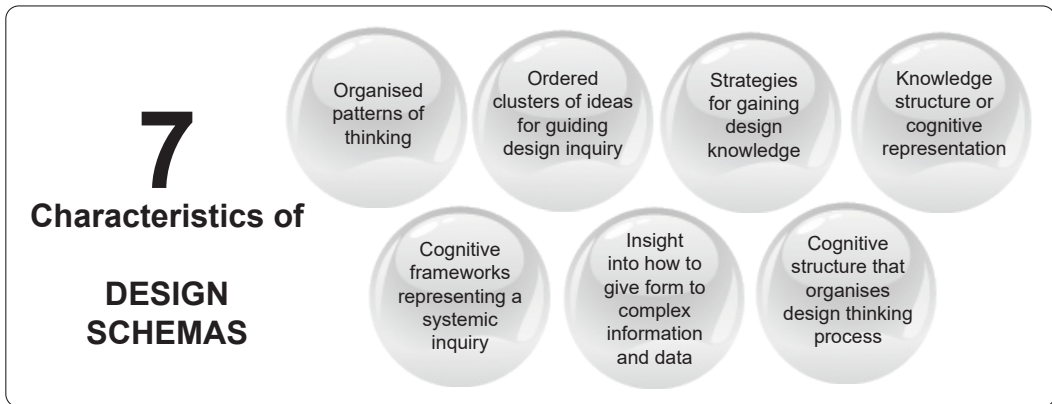 7
Characteristics of
DESIGN
SCHEMAS
Organised
patterns of
thinking
Ordered
clusters of ideas
for guiding
design inquiry
Strategies
for gaining
design
knowledge
Knowledge
structure or
cognitive
representation
Cognitive
frameworks
representing a
systemic
inquiry
Insight
into how to
give form to
complex
information
and data
Cognitive
structure that
organises
design thinking
process